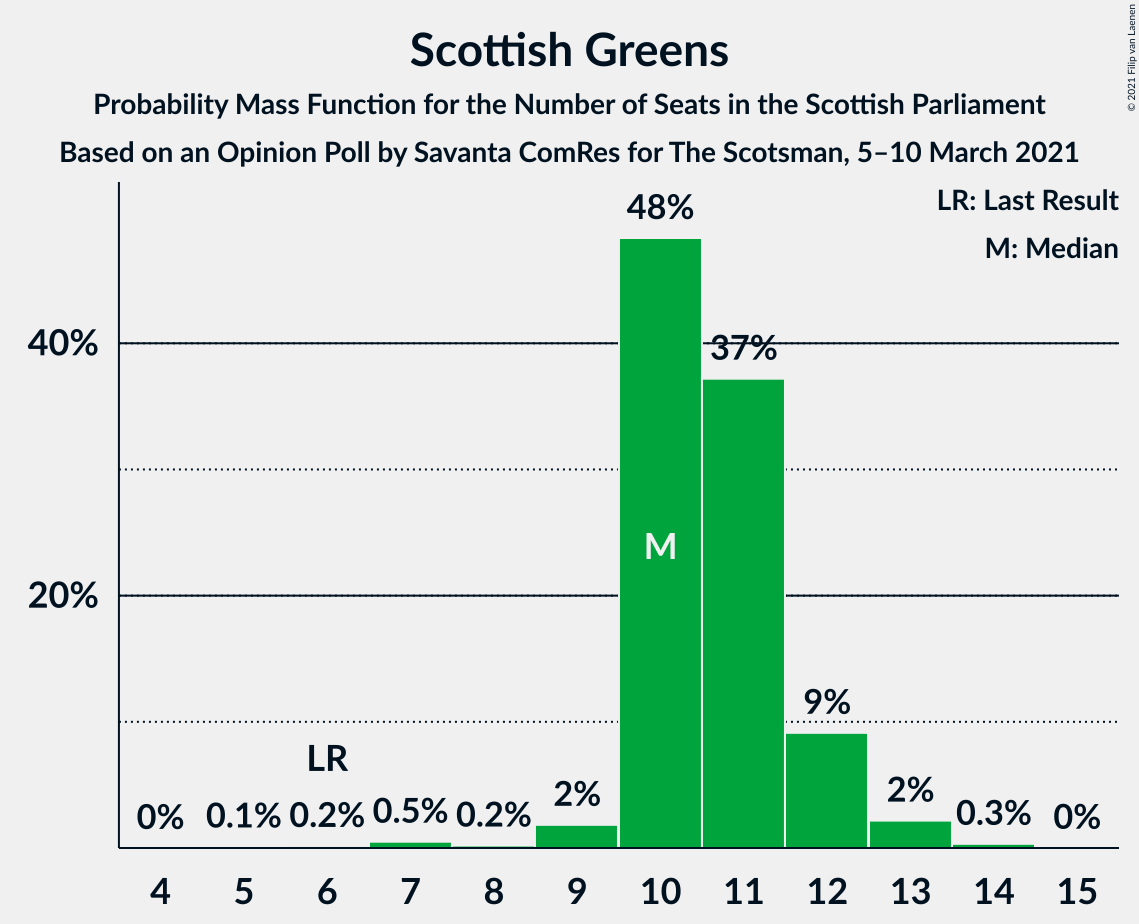 Scottish Greens
Probability Mass Function for the Number of Seats in the Scottish Parliament
Based on an Opinion Poll by Savanta ComRes for The Scotsman, 5–10 March 2021
© 2021 Filip van Laenen
LR: Last Result
M: Median
48%
40%
37%
M
20%
9%
LR
0%
0.1%
0.2%
0.5%
0.2%
2%
2%
0.3%
0%
4 5 6 7 8 9 10 11 12 13 14 15